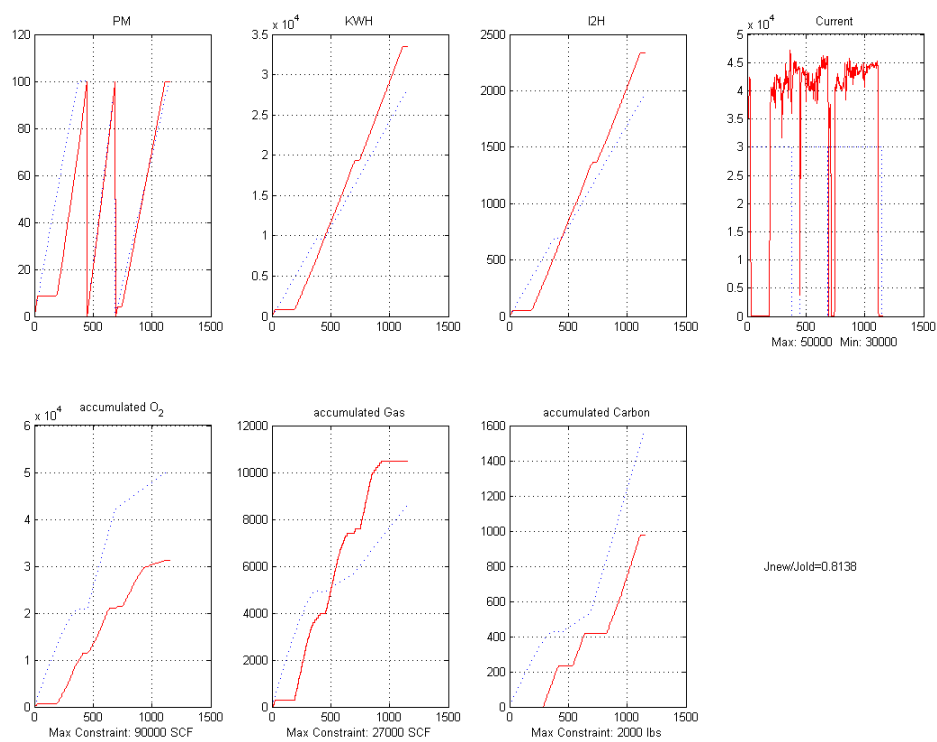 PM
KWH
I2H
Current
x 10⁴
120
100
80
60
40
20
0
0 500 1000 1500
3.5
3
2.5
2
1.5
1
0.5
0
0 500 1000 1500
2500
2000
1500
1000
500
0
0 500 1000 1500
x 10⁴
5
4.5
4
3.5
3
2.5
2
1.5
1
0.5
0
0 500 1000 1500
Max: 50000 Min: 30000
accumulated O₂
accumulated Gas
accumulated Carbon
x 10⁴
6
5
4
3
2
1
0
0 500 1000 1500
Max Constraint: 90000 SCF
12000
10000
8000
6000
4000
2000
0
0 500 1000 1500
Max Constraint: 27000 SCF
1600
1400
1200
1000
800
600
400
200
0
0 500 1000 1500
Max Constraint: 2000 lbs
Jnew/Jold=0.8138